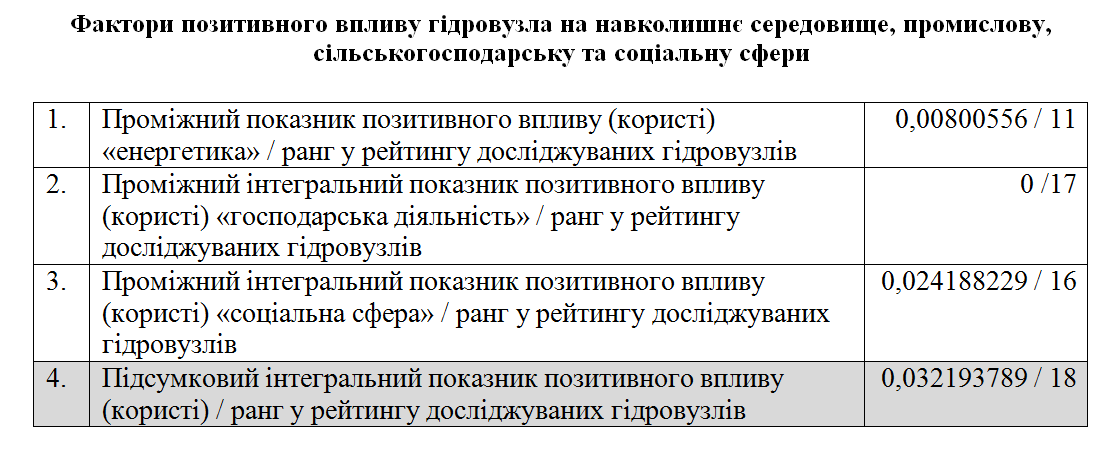 Фактори позитивного впливу гідровузла на навколишнє середовище, промислову,
сільськогосподарську та соціальну сфери
1. Проміжний показник позитивного впливу (користі) 0,00800556 / 11
«енергетика» / ранг у рейтингу досліджуваних гідровузлів
2. Проміжний інтегральний показник позитивного впливу 0 /17
(користі) «господарська діяльність» / ранг у рейтингу
досліджуваних гідровузлів
3. Проміжний інтегральний показник позитивного впливу 0,024188229 / 16
(користі) «соціальна сфера» / ранг у рейтингу досліджуваних
гідровузлів
4. Підсумковий інтегральний показник позитивного впливу 0,032193789 / 18
(користі) / ранг у рейтингу досліджуваних гідровузлів